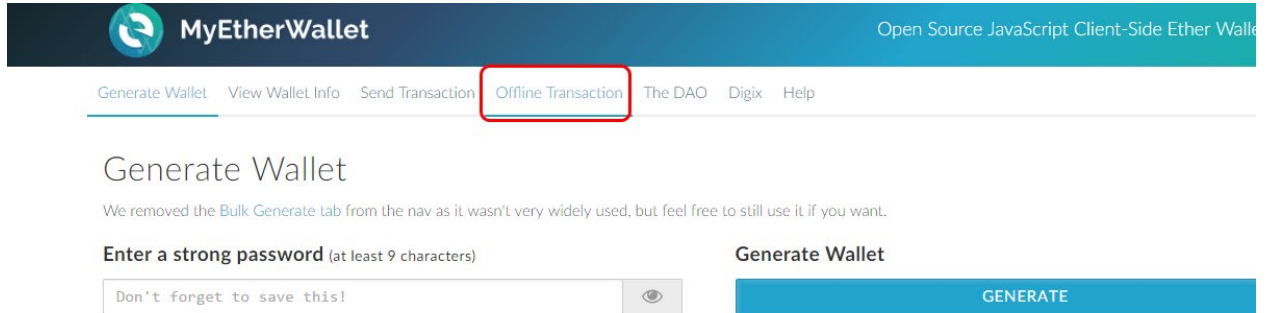 MyEtherWallet
Open Source JavaScript Client-Side Ether
Generate Wallet View Wallet Info Send Transaction Offline Transaction The DAO Digix Help
Generate Wallet
We removed the Bulk Generate tab from the nav as it wasn't very widely used, but feel free to still use it if you want.
Enter a strong password (at least 9 characters)
Generate Wallet
Don't forget to save this!
GENERATE